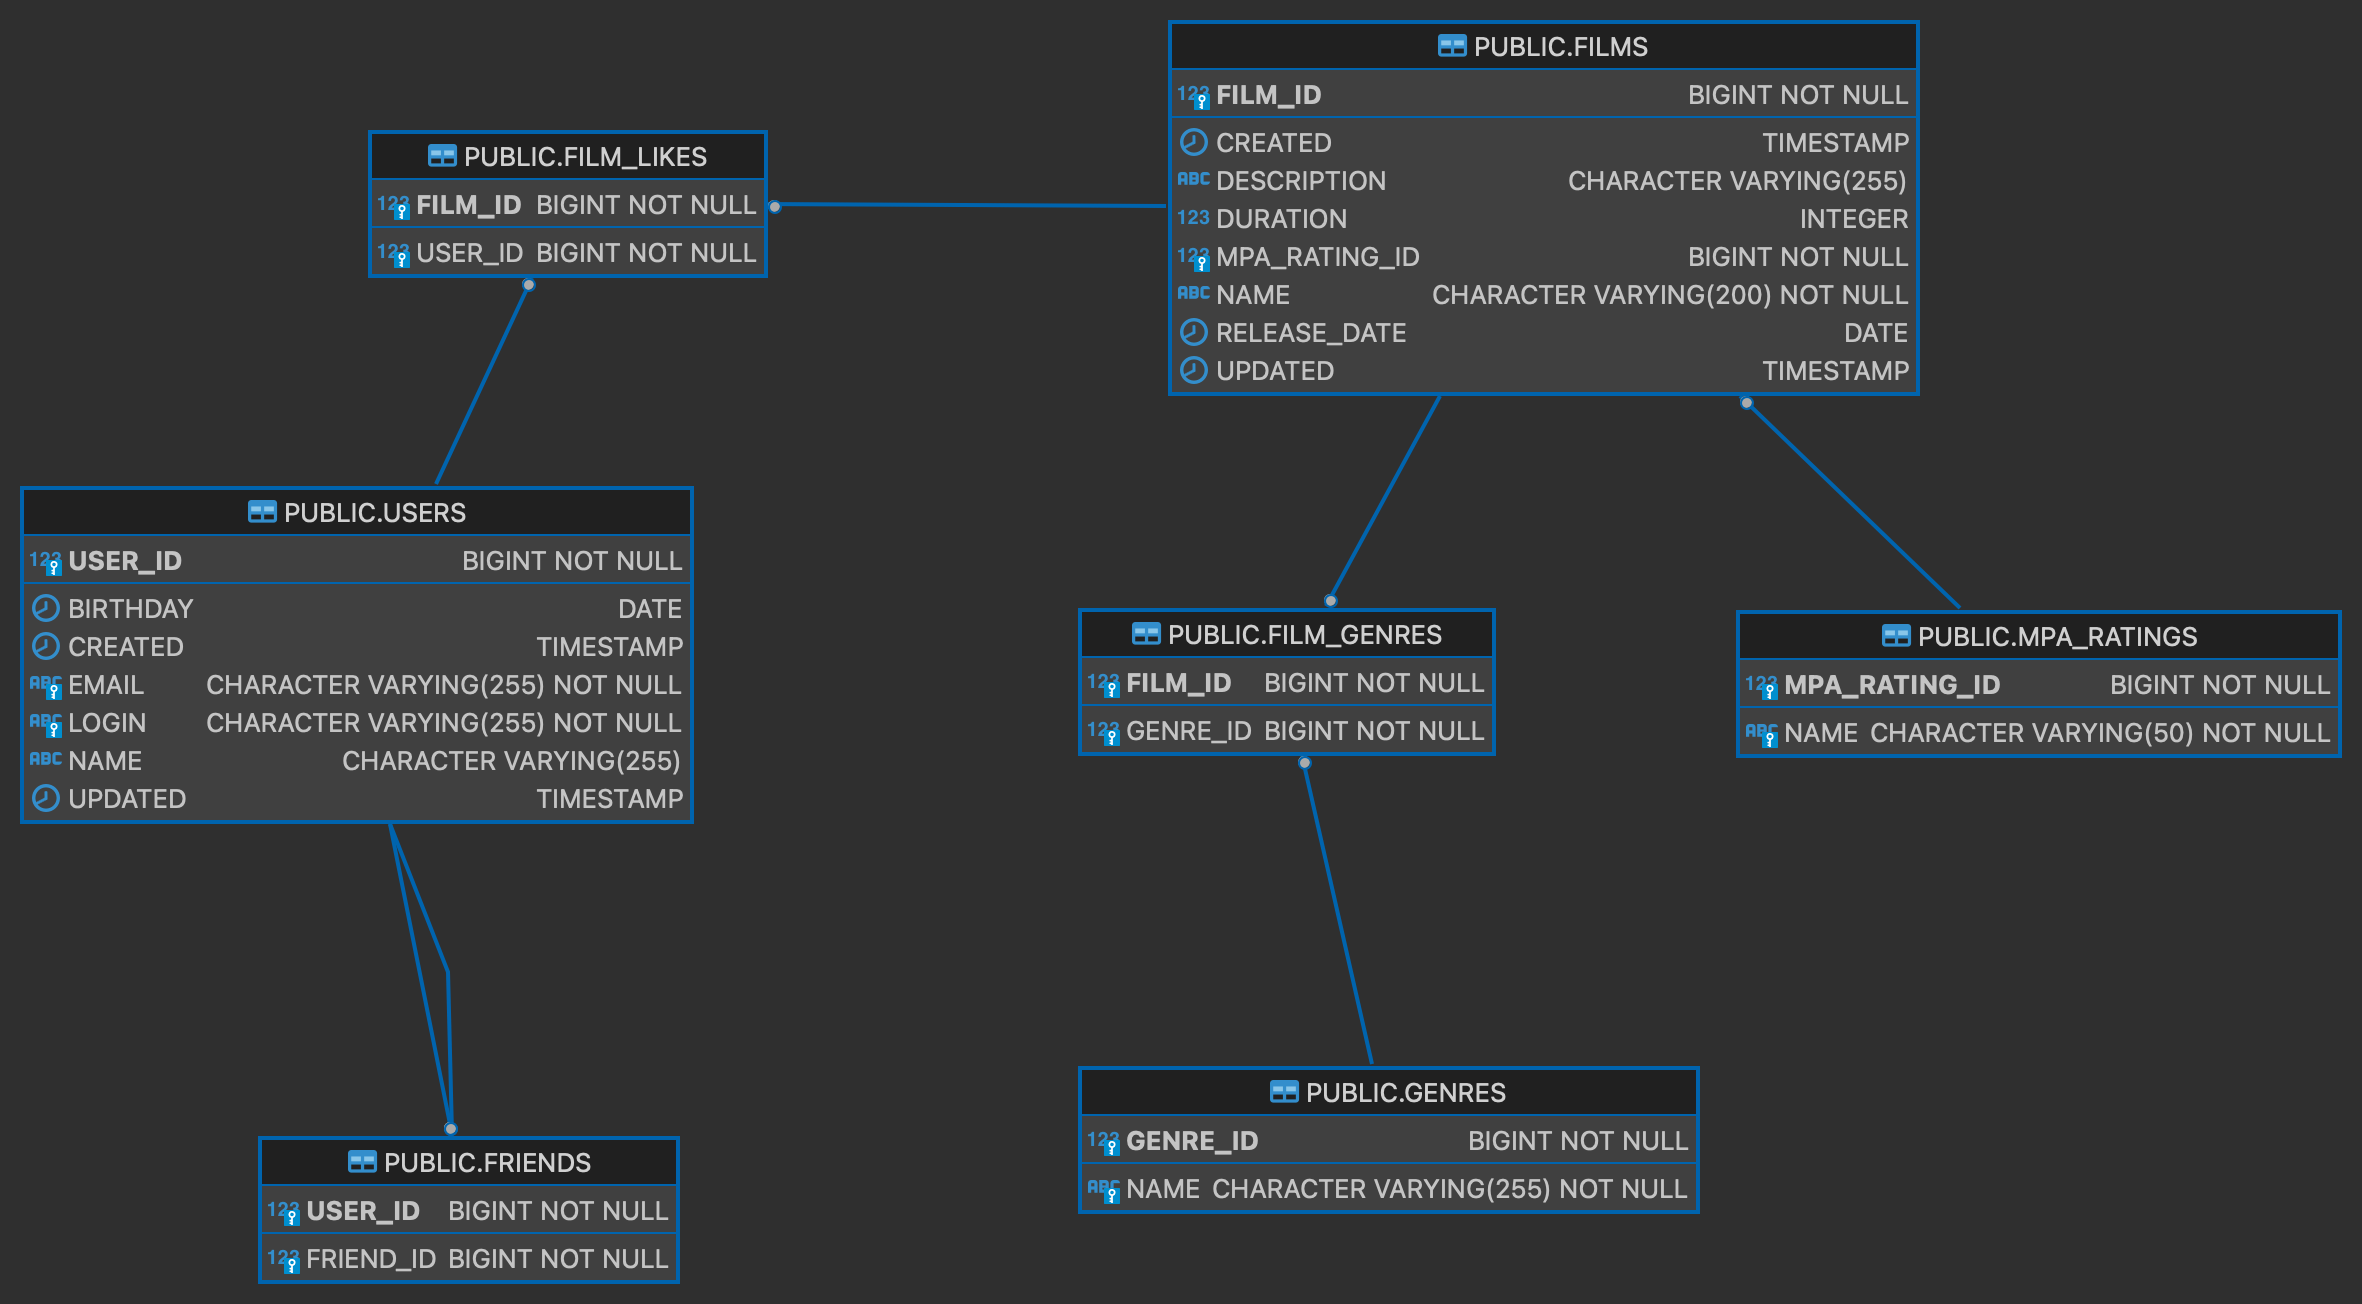 PUBLIC.FILMS
123 FILM_ID BIGINT NOT NULL
CREATED TIMESTAMP
ABC DESCRIPTION CHARACTER VARYING(255)
123 DURATION INTEGER
123 MPA_RATING_ID BIGINT NOT NULL
ABC NAME CHARACTER VARYING(200) NOT NULL
RELEASE_DATE DATE
UPDATED TIMESTAMP
PUBLIC.FILM_LIKES
123 FILM_ID BIGINT NOT NULL
123 USER_ID BIGINT NOT NULL
PUBLIC.USERS
123 USER_ID BIGINT NOT NULL
BIRTHDAY DATE
CREATED TIMESTAMP
ABC EMAIL CHARACTER VARYING(255) NOT NULL
ABC LOGIN CHARACTER VARYING(255) NOT NULL
ABC NAME CHARACTER VARYING(255)
UPDATED TIMESTAMP
PUBLIC.FILM_GENRES
123 FILM_ID BIGINT NOT NULL
123 GENRE_ID BIGINT NOT NULL
PUBLIC.MPA_RATINGS
123 MPA_RATING_ID BIGINT NOT NULL
ABC NAME CHARACTER VARYING(50) NOT NULL
PUBLIC.GENRES
123 GENRE_ID BIGINT NOT NULL
ABC NAME CHARACTER VARYING(255) NOT NULL
PUBLIC.FRIENDS
123 USER_ID BIGINT NOT NULL
123 FRIEND_ID BIGINT NOT NULL